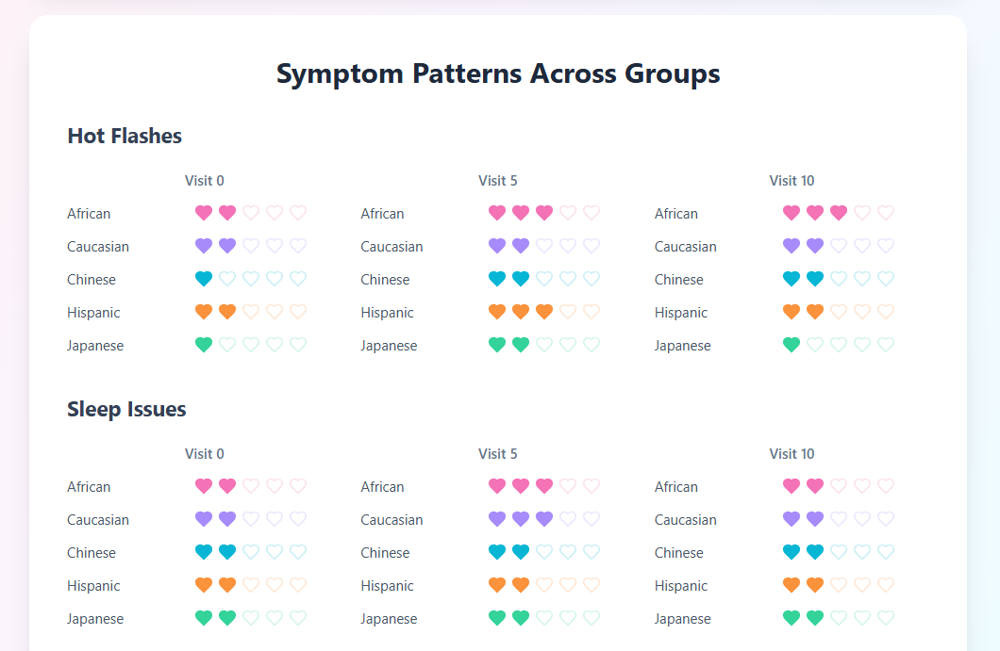 Symptom Patterns Across Groups
Hot Flashes
Visit 0 Visit 5 Visit 10
African African African
Caucasian Caucasian Caucasian
Chinese Chinese Chinese
Hispanic Hispanic Hispanic
Japanese Japanese Japanese
Sleep Issues
Visit 0 Visit 5 Visit 10
African African African
Caucasian Caucasian Caucasian
Chinese Chinese Chinese
Hispanic Hispanic Hispanic
Japanese Japanese Japanese